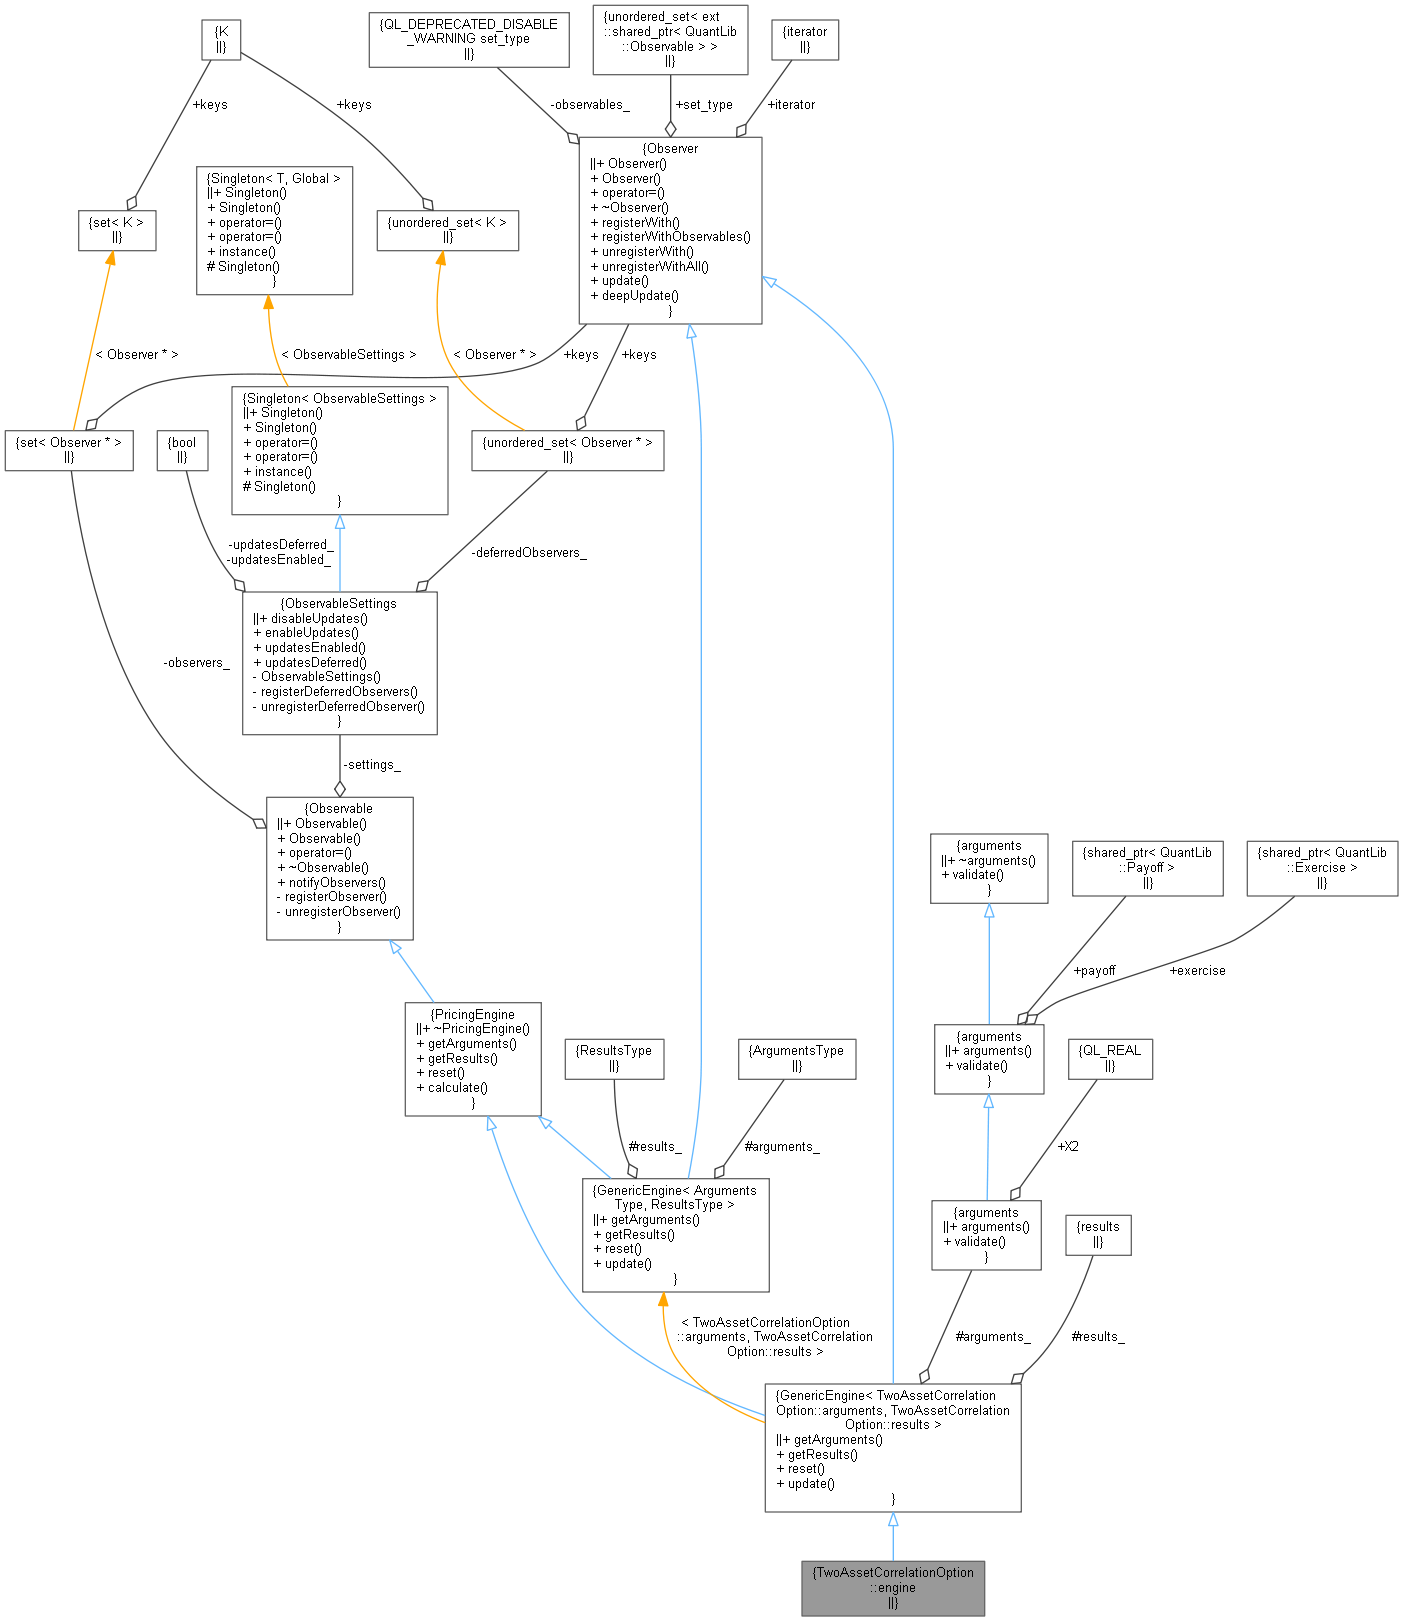 {K
||}
{QL_DEPRECATED_DISABLE
_WARNING set_type
||}
{unordered_set< ext
::shared_ptr< QuantLib
::Observable > >
||}
{iterator
||}
+keys
+keys
-observables_
+set_type
+iterator
{Observer
||+ Observer()
+ Observer()
+ operator=()
+ ~Observer()
+ registerWith()
+ registerWithObservables()
+ unregisterWith()
+ unregisterWithAll()
+ update()
+ deepUpdate()
}
{Singleton< T, Global >
||+ Singleton()
+ Singleton()
+ operator=()
+ operator=()
+ instance()
# Singleton()
}
{set< K >
||}
{unordered_set< K >
||}
< Observer * >
< ObservableSettings >
< Observer * >
+keys
+keys
{Singleton< ObservableSettings >
||+ Singleton()
+ Singleton()
+ operator=()
+ operator=()
+ instance()
# Singleton()
}
{set< Observer * >
||}
{bool
||}
{unordered_set< Observer * >
||}
-updatesDeferred_
-updatesEnabled_
-deferredObservers_
{ObservableSettings
||+ disableUpdates()
+ enableUpdates()
+ updatesEnabled()
+ updatesDeferred()
- ObservableSettings()
- registerDeferredObservers()
- unregisterDeferredObserver()
}
-observers_
-settings_
{Observable
||+ Observable()
+ Observable()
+ operator=()
+ ~Observable()
+ notifyObservers()
- registerObserver()
- unregisterObserver()
}
{arguments
||+ ~arguments()
+ validate()
}
{shared_ptr< QuantLib
::Payoff >
||}
{shared_ptr< QuantLib
::Exercise >
||}
+payoff
+exercise
{PricingEngine
||+ ~PricingEngine()
+ getArguments()
+ getResults()
+ reset()
+ calculate()
}
{ResultsType
||}
{ArgumentsType
||}
{arguments
||+ arguments()
+ validate()
}
{QL_REAL
||}
#results_
#arguments_
+X2
{GenericEngine< Arguments
Type, ResultsType >
||+ getArguments()
+ getResults()
+ reset()
+ update()
}
{arguments
||+ arguments()
+ validate()
}
{results
||}
< TwoAssetCorrelationOption
::arguments, TwoAssetCorrelation
Option::results >
#arguments_
#results_
{GenericEngine< TwoAssetCorrelation
Option::arguments, TwoAssetCorrelation
Option::results >
||+ getArguments()
+ getResults()
+ reset()
+ update()
}
{TwoAssetCorrelationOption
::engine
||}